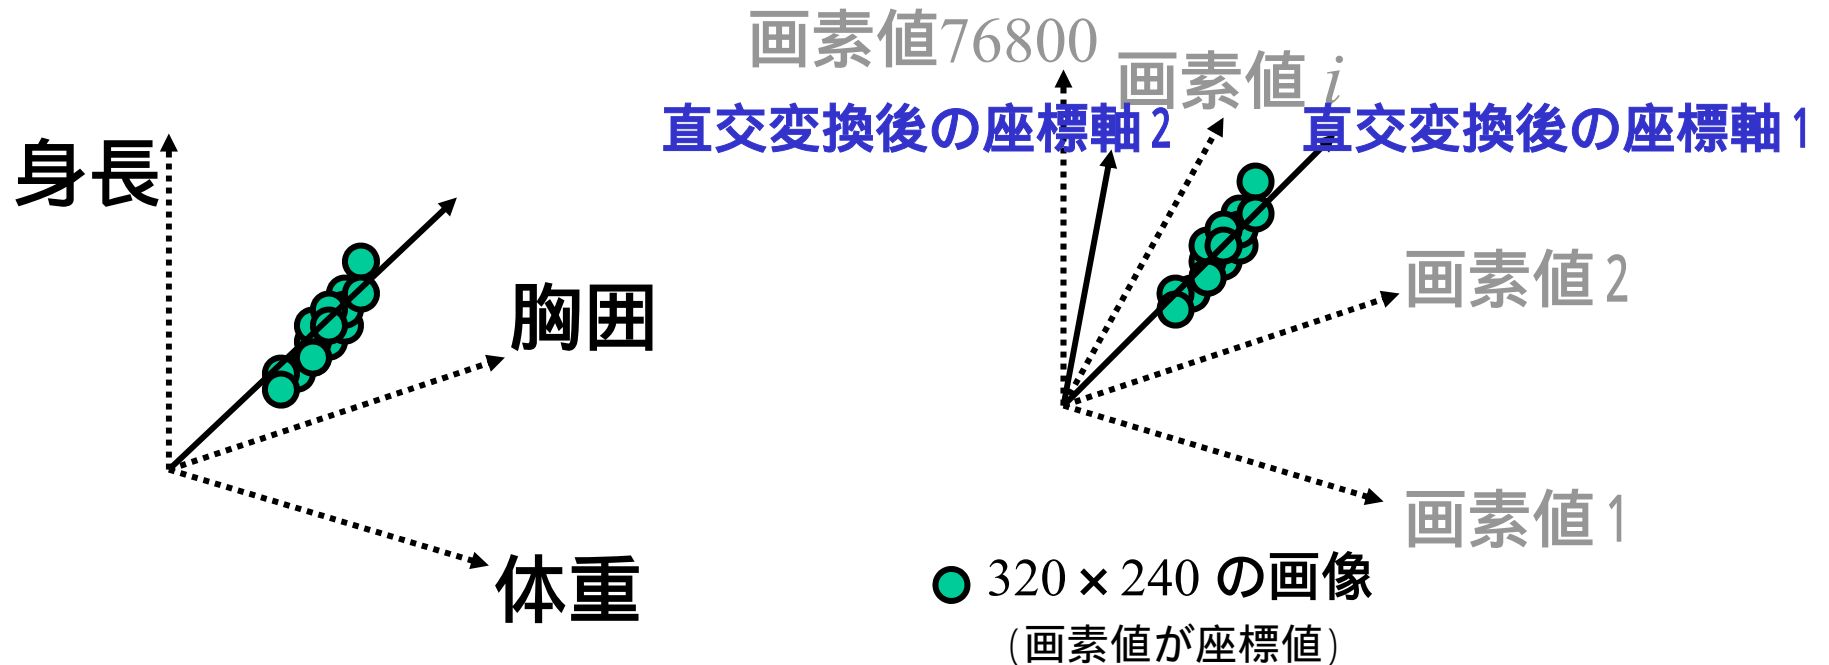 身長
胸囲
体重
画素値76800
画素値 i
直交変換後の座標軸2
直交変換後の座標軸1
画素値2
画素値1
320×240 の画像
(画素値が座標値)